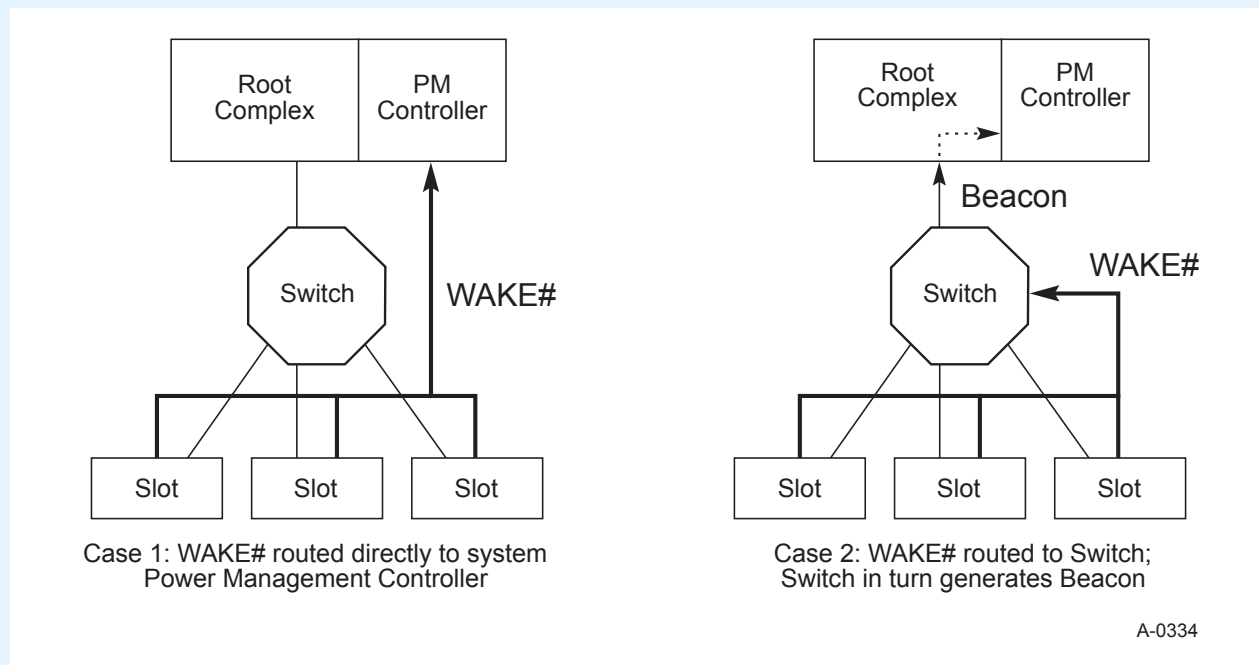 Root
Complex
PM
Controller
Switch
WAKE#
Slot
Slot
Slot
Case 1: WAKE# routed directly to system
Power Management Controller
Root
Complex
PM
Controller
Beacon
WAKE#
Switch
Slot
Slot
Slot
Case 2: WAKE# routed to Switch;
Switch in turn generates Beacon
A-0334